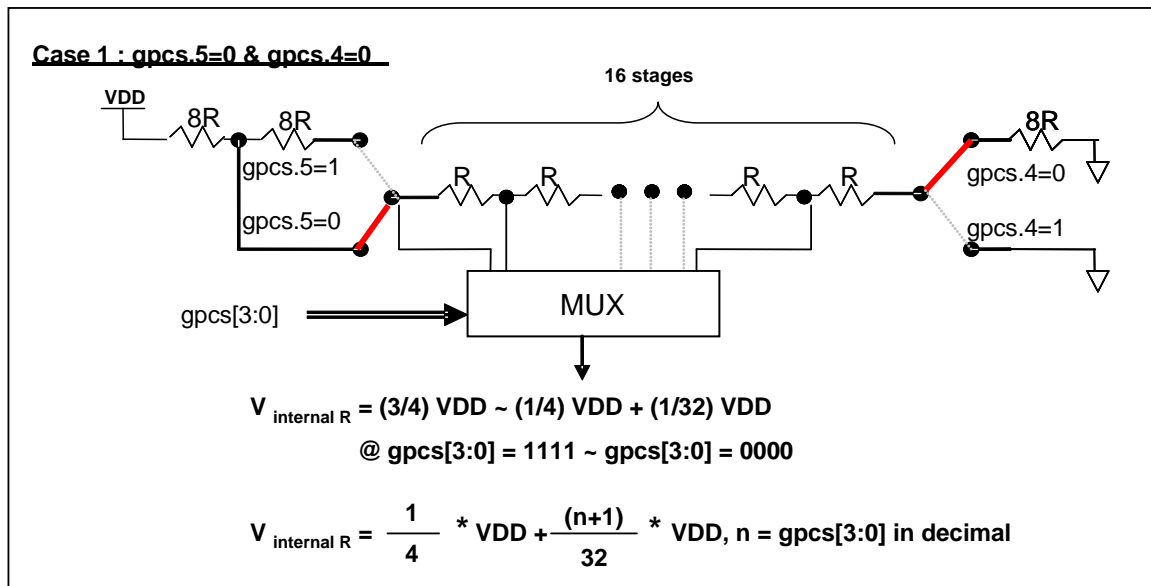 Case 1 : gpcs.5=0 & gpcs.4=0
16 stages
VDD
8R
8R
8R
gpcs.5=1
R
R
R
R
gpcs.4=0
gpcs.5=0
gpcs.4=1
MUX
gpcs[3:0]
V internal R = (3/4) VDD ~ (1/4) VDD + (1/32) VDD
@ gpcs[3:0] = 1111 ~ gpcs[3:0] = 0000
V internal R = 1/4 * VDD + (n+1)/32 * VDD, n = gpcs[3:0] in decimal